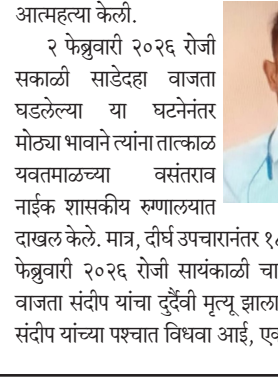 आत्महत्या केली.
२ फेब्रुवारी २०२६ रोजी
सकाळी साडेदहा वाजता
घडलेल्या या घटनेनंतर
मोठ्या भावाने त्यांना तात्काळ
यवतमाळच्या वसंतराव
नाईक शासकीय रुग्णालयात
दाखल केले. मात्र, दीर्घ उपचारानंतर
फेब्रुवारी २०२६ रोजी सायंकाळी
वाजता संदीप यांचा दुर्दैवी मृत्यू झाला
संदीप यांच्या पश्चात विधवा आई,